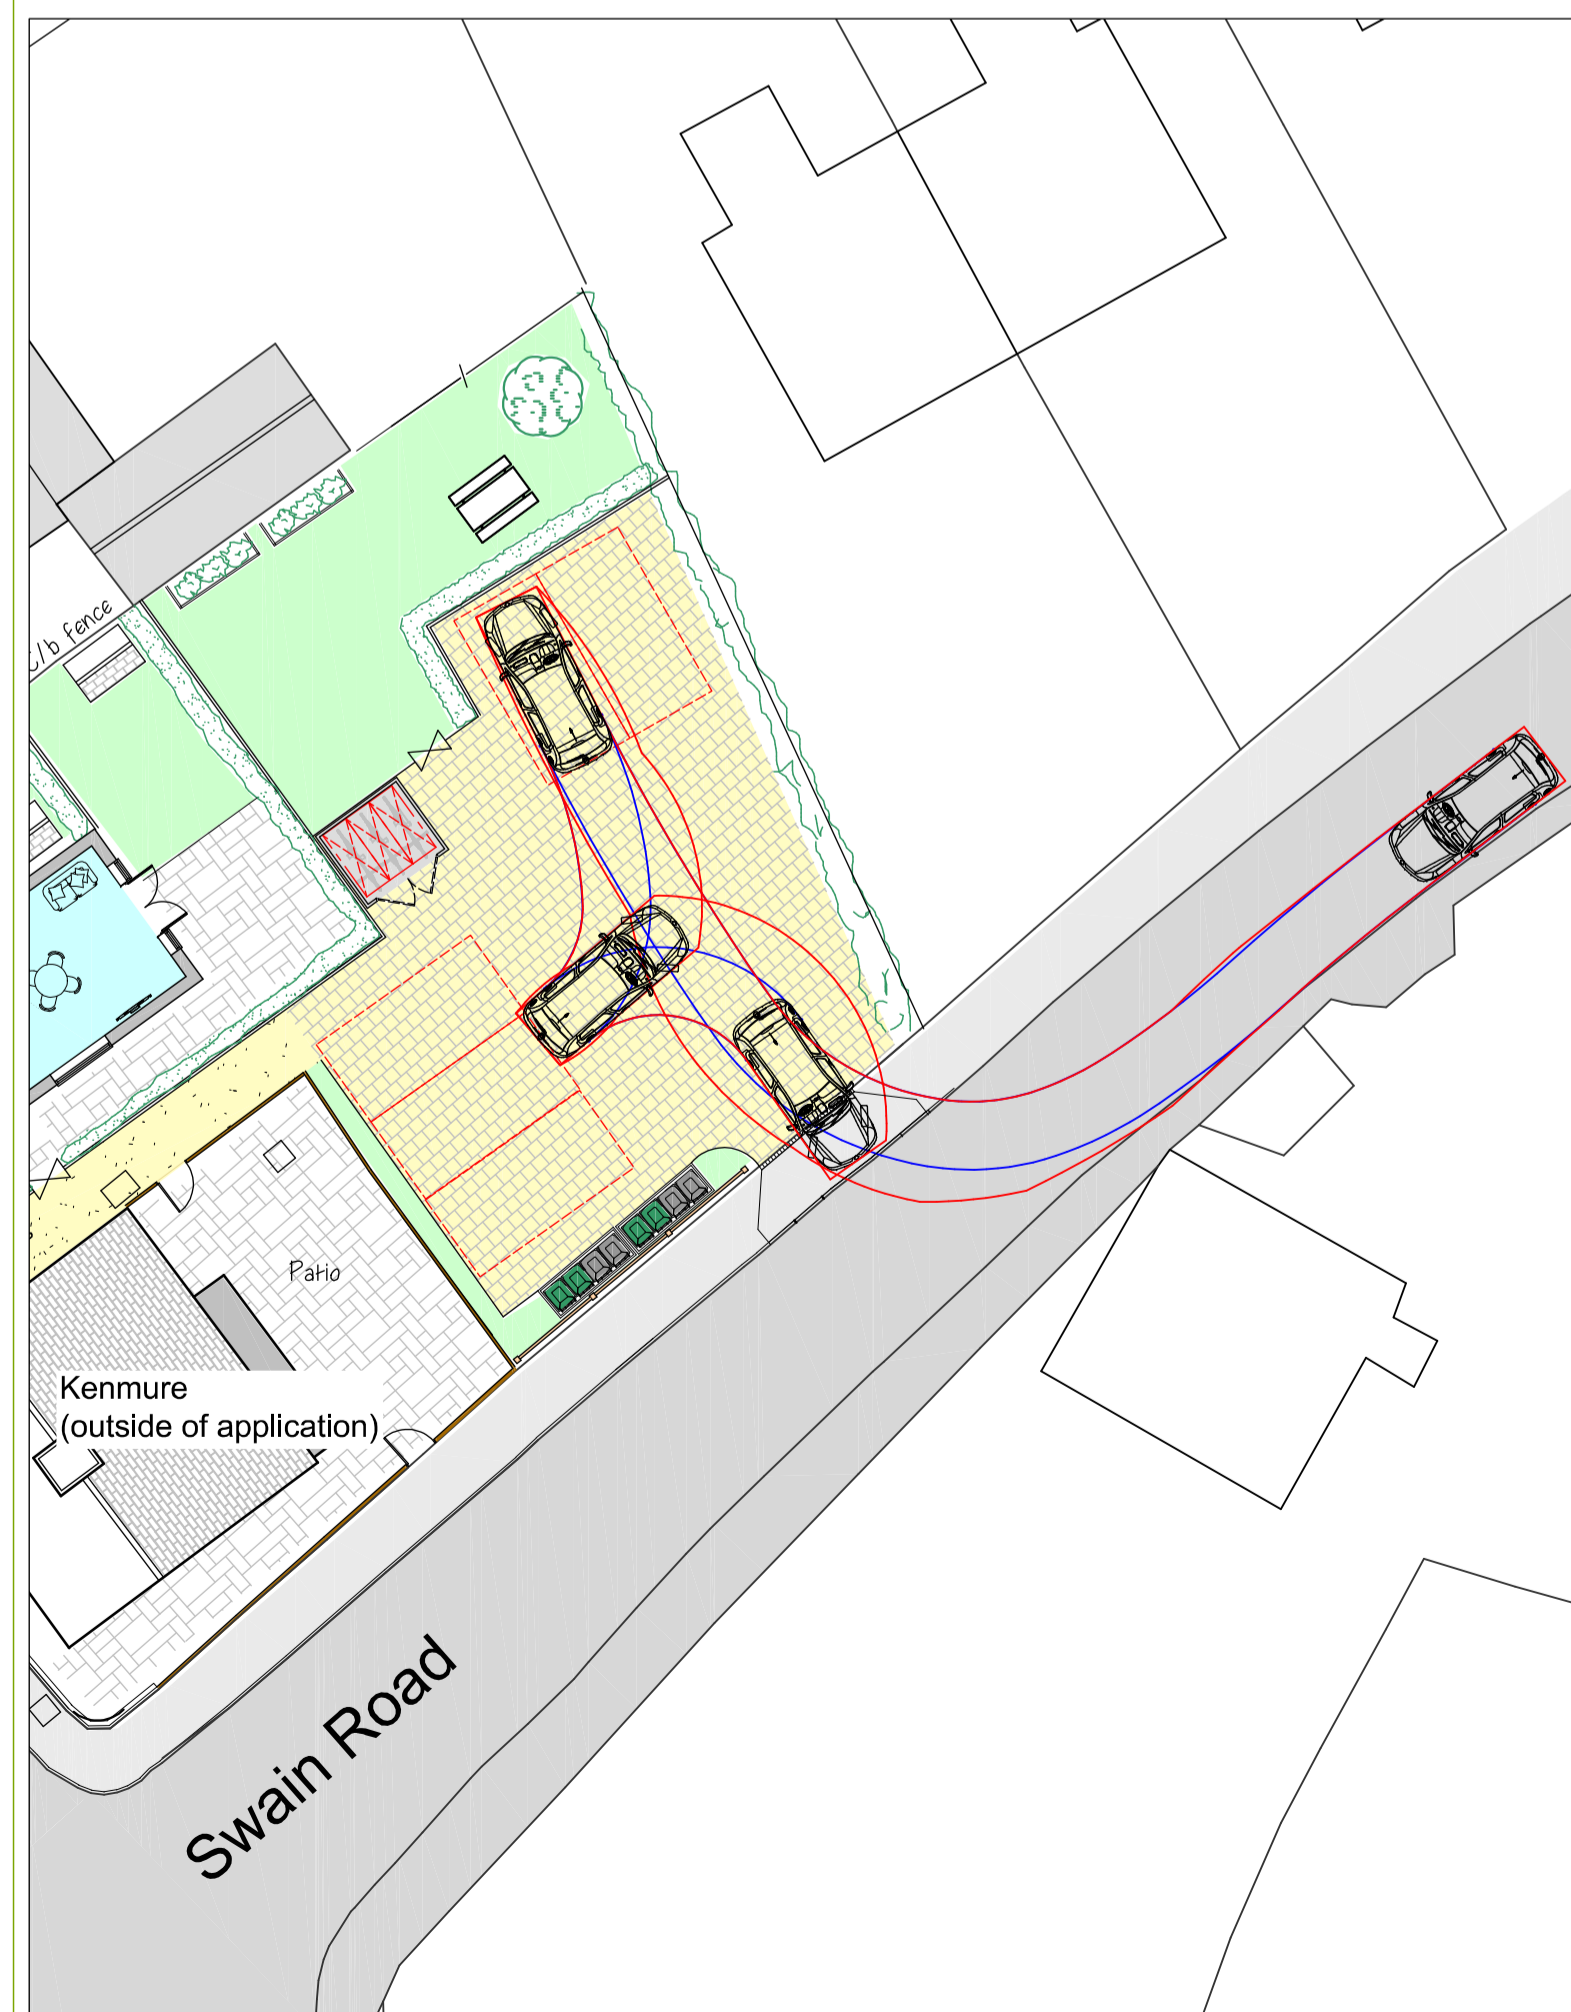 c/b fence
Patio
Kenmure
(outside of application)
Swain Road